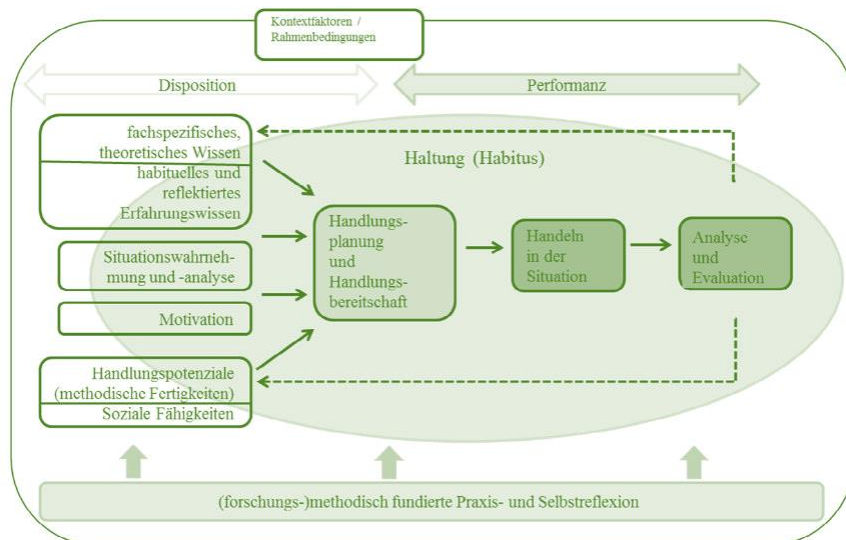 Kontextfaktoren /
Rahmenbedingungen
Disposition
Performanz
fachspezifisches,
theoretisches Wissen
habituelles und
reflektiertes
Erfahrungswissen
Haltung (Habitus)
Situationswahrneh-
mung und -analyse
Motivation
Handlungspotenziale
(methodische Fertigkeiten)
Soziale Fähigkeiten
Handlungs-
planung
und
Handlungs-
bereitschaft
Handeln
in der
Situation
Analyse
und
Evaluation
(forschungs-)methodisch fundierte Praxis- und Selbstreflexion